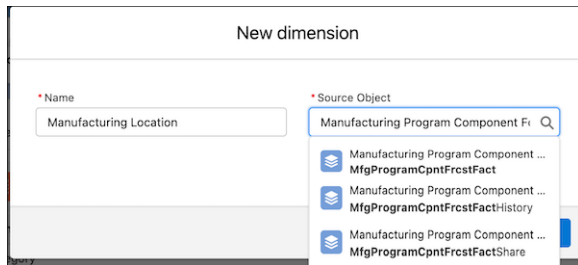 New dimension
* Name
* Source Object
Manufacturing Location
Manufacturing Program Component
Manufacturing Program Component ...
MfgProgramCpntFrcstFact
Manufacturing Program Component ...
MfgProgramCpntFrcstFactHistory
Manufacturing Program Component ...
MfgProgramCpntFrcstFactShare